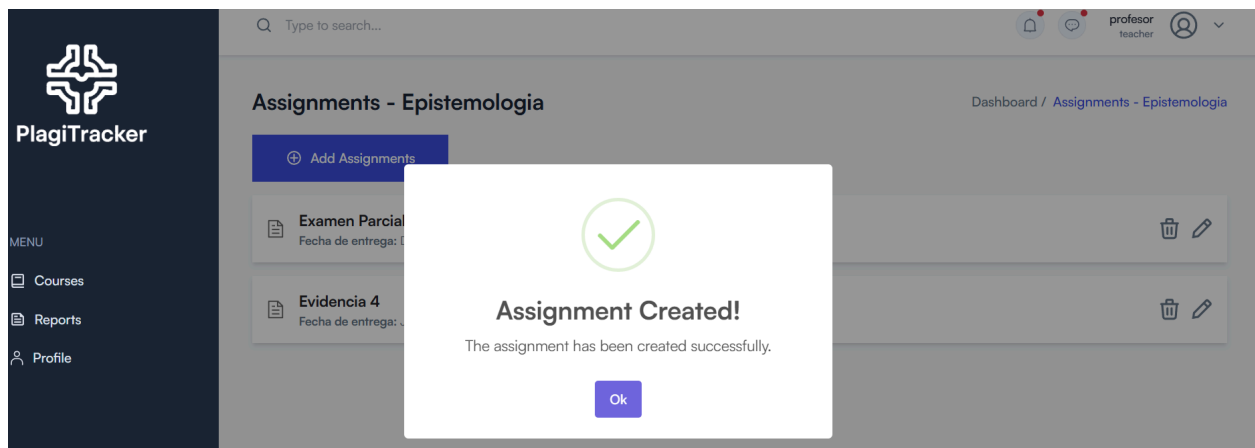 Type to search...
profesor
teacher
PlagiTracker
Assignments - Epistemologia
Dashboard / Assignments - Epistemologia
Add Assignments
Examen Parcial
Fecha de entrega:
MENU
Courses
Evidencia 4
Fecha de entrega:
Reports
Profile
Assignment Created!
The assignment has been created successfully.
Ok